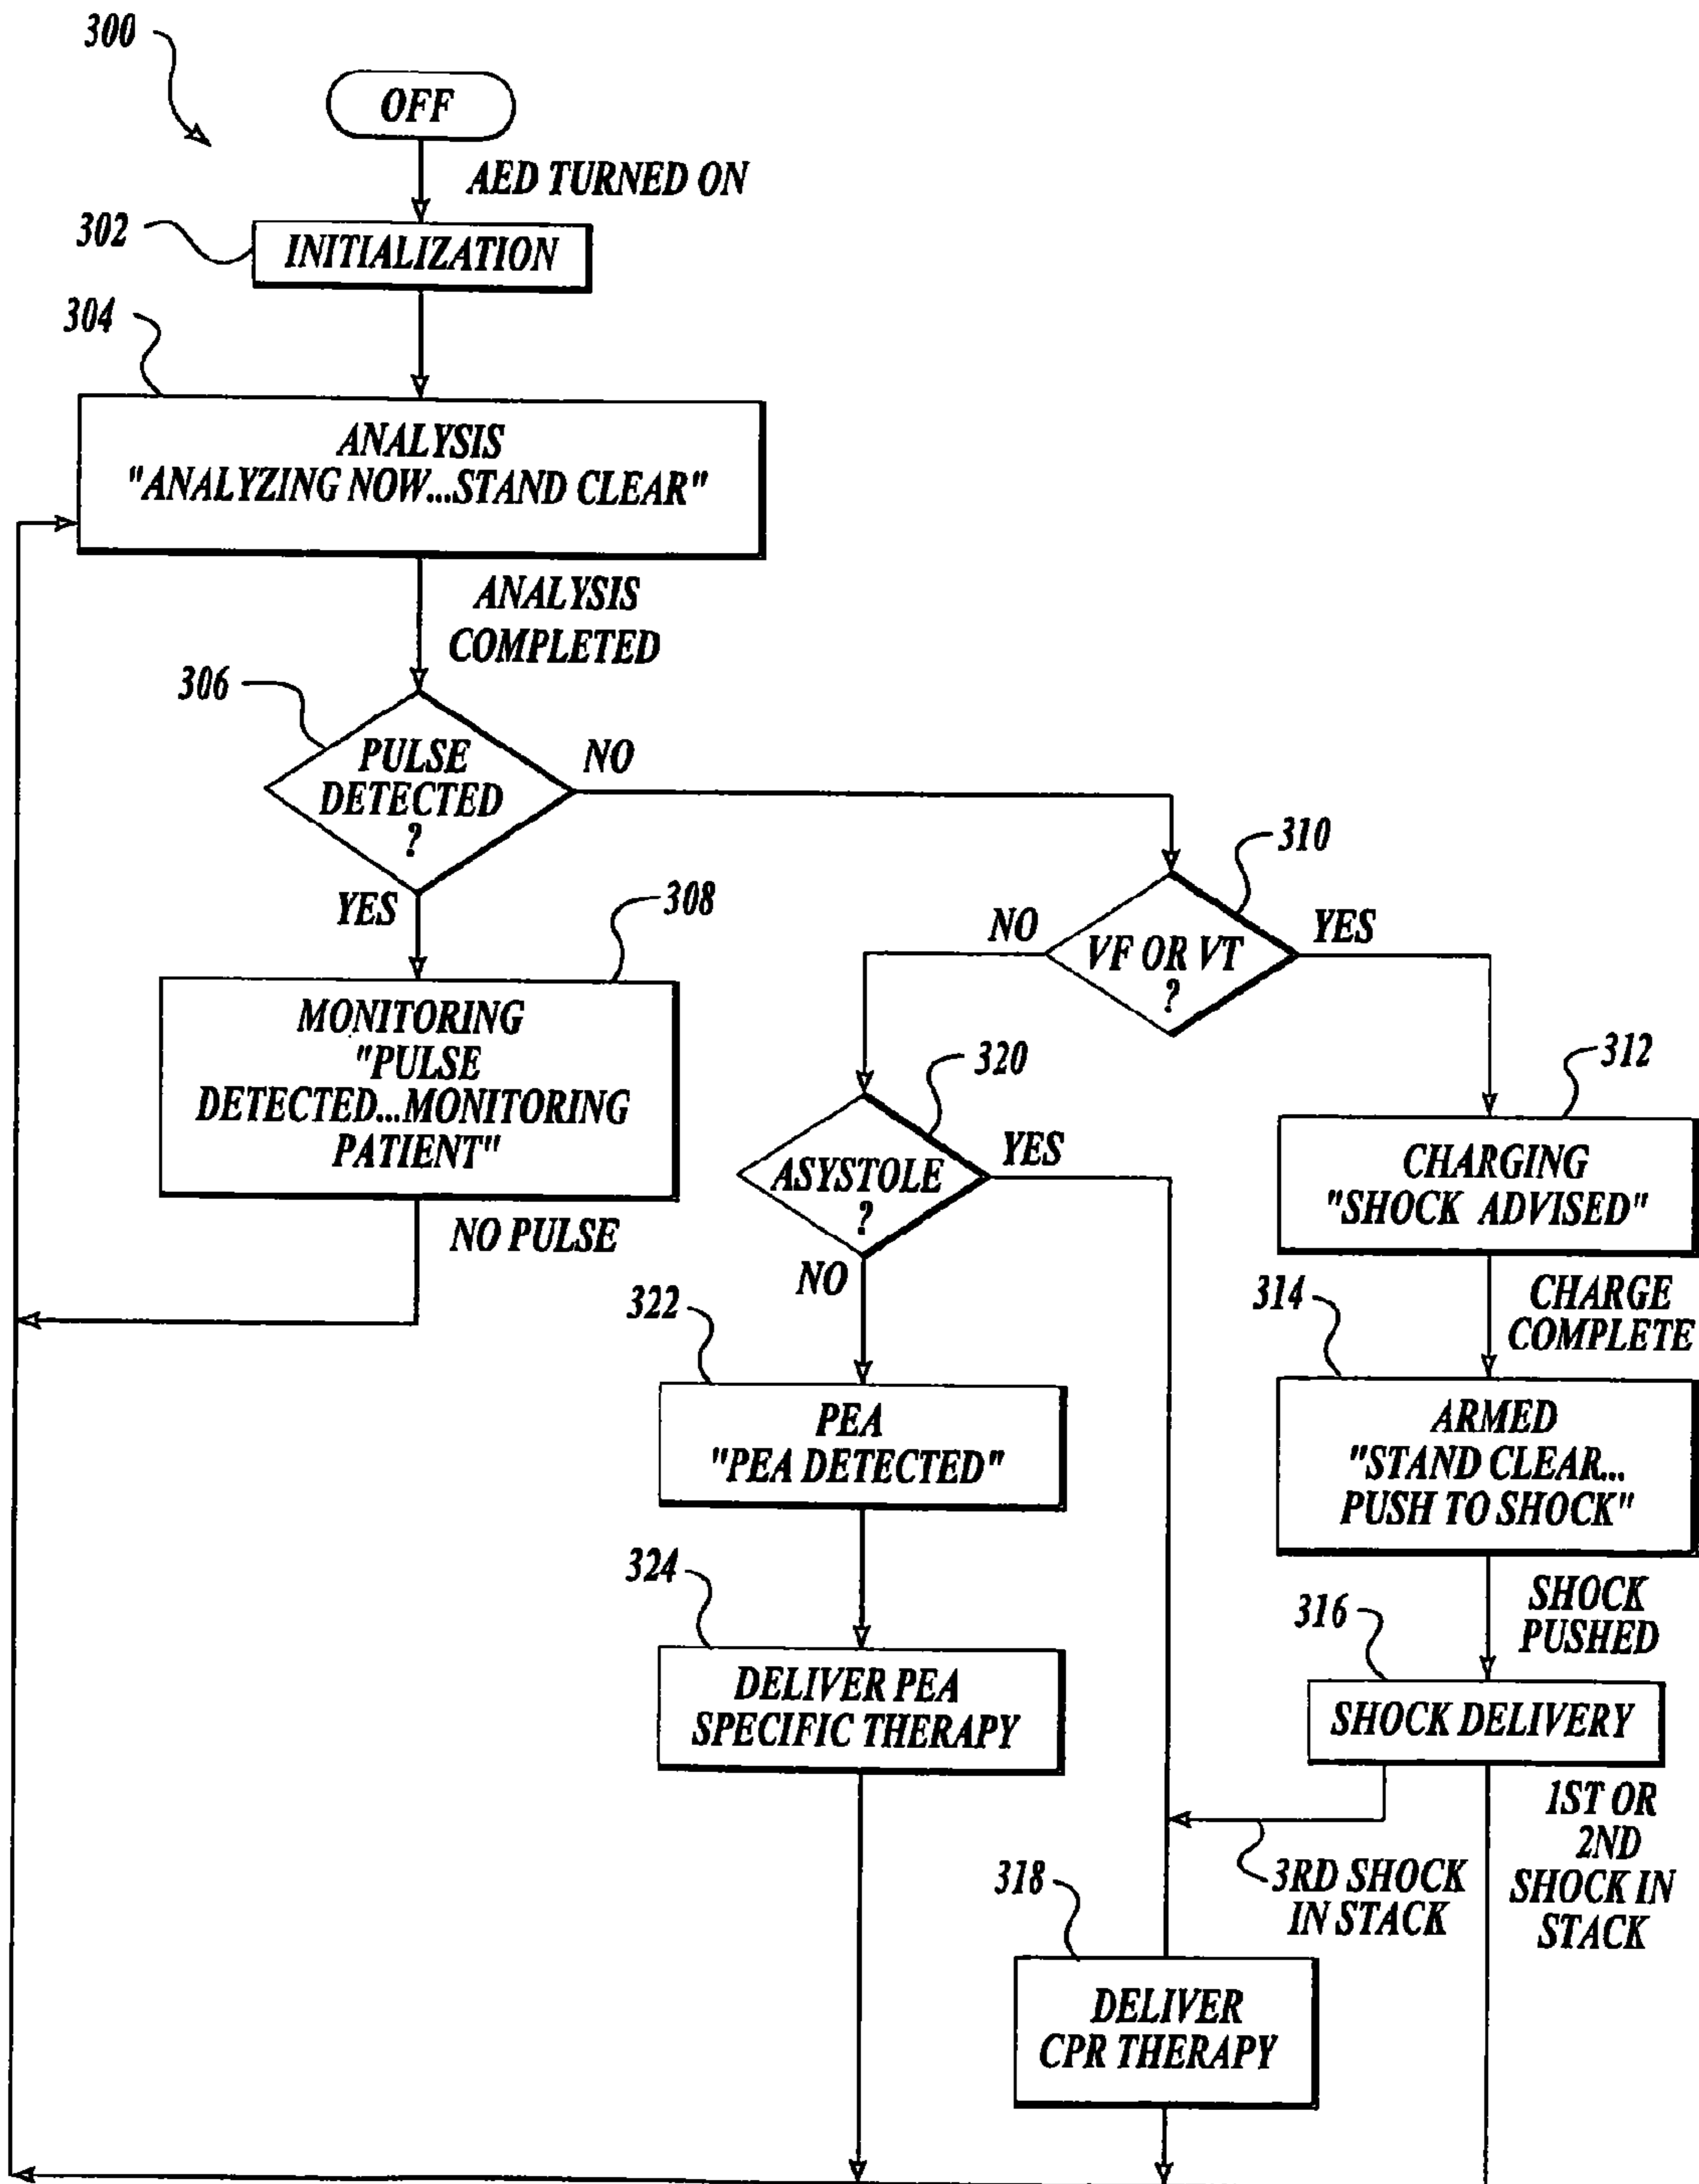 300
OFF
AED TURNED ON
302
INITIALIZATION
304
ANALYSIS
"ANALYZING NOW...STAND CLEAR"
ANALYSIS
COMPLETED
306
PULSE
DETECTED
?
NO
YES
308
MONITORING
"PULSE
DETECTED...MONITORING
PATIENT"
NO PULSE
310
VF OR VT
?
NO
YES
320
ASYSTOLE
?
YES
NO
312
CHARGING
"SHOCK ADVISED"
CHARGE
COMPLETE
314
ARMED
"STAND CLEAR...
PUSH TO SHOCK"
SHOCK
PUSHED
322
PEA
"PEA DETECTED"
324
DELIVER PEA
SPECIFIC THERAPY
316
SHOCK DELIVERY
1ST OR
2ND
SHOCK IN
STACK
3RD SHOCK
IN STACK
318
DELIVER
CPR THERAPY